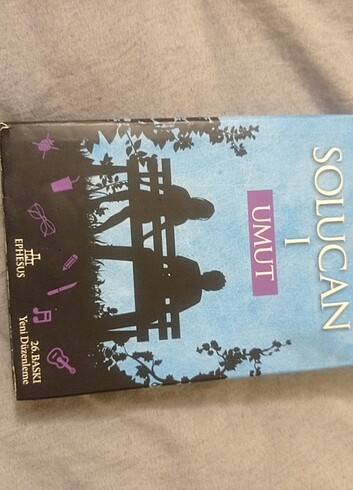 SOLUCAN
I
UMUT
EPHESUS
26. BASKI
Yeni Düzenleme